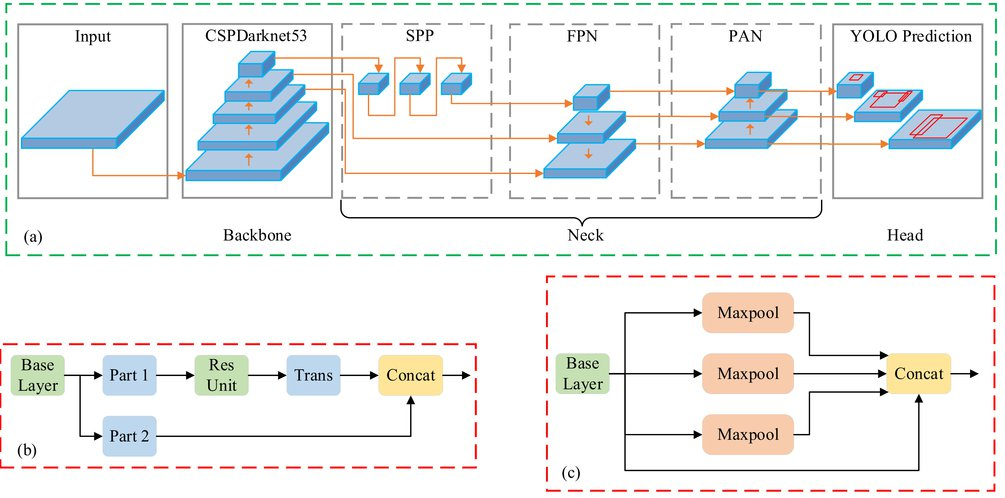 Input
CSPDarknet53
SPP
FPN
PAN
YOLO Prediction
(a)
Backbone
Neck
Head
Base
Layer
Part 1
Res
Unit
Trans
Concat
Part 2
(b)
Maxpool
Base
Layer
Maxpool
Concat
Maxpool
(c)